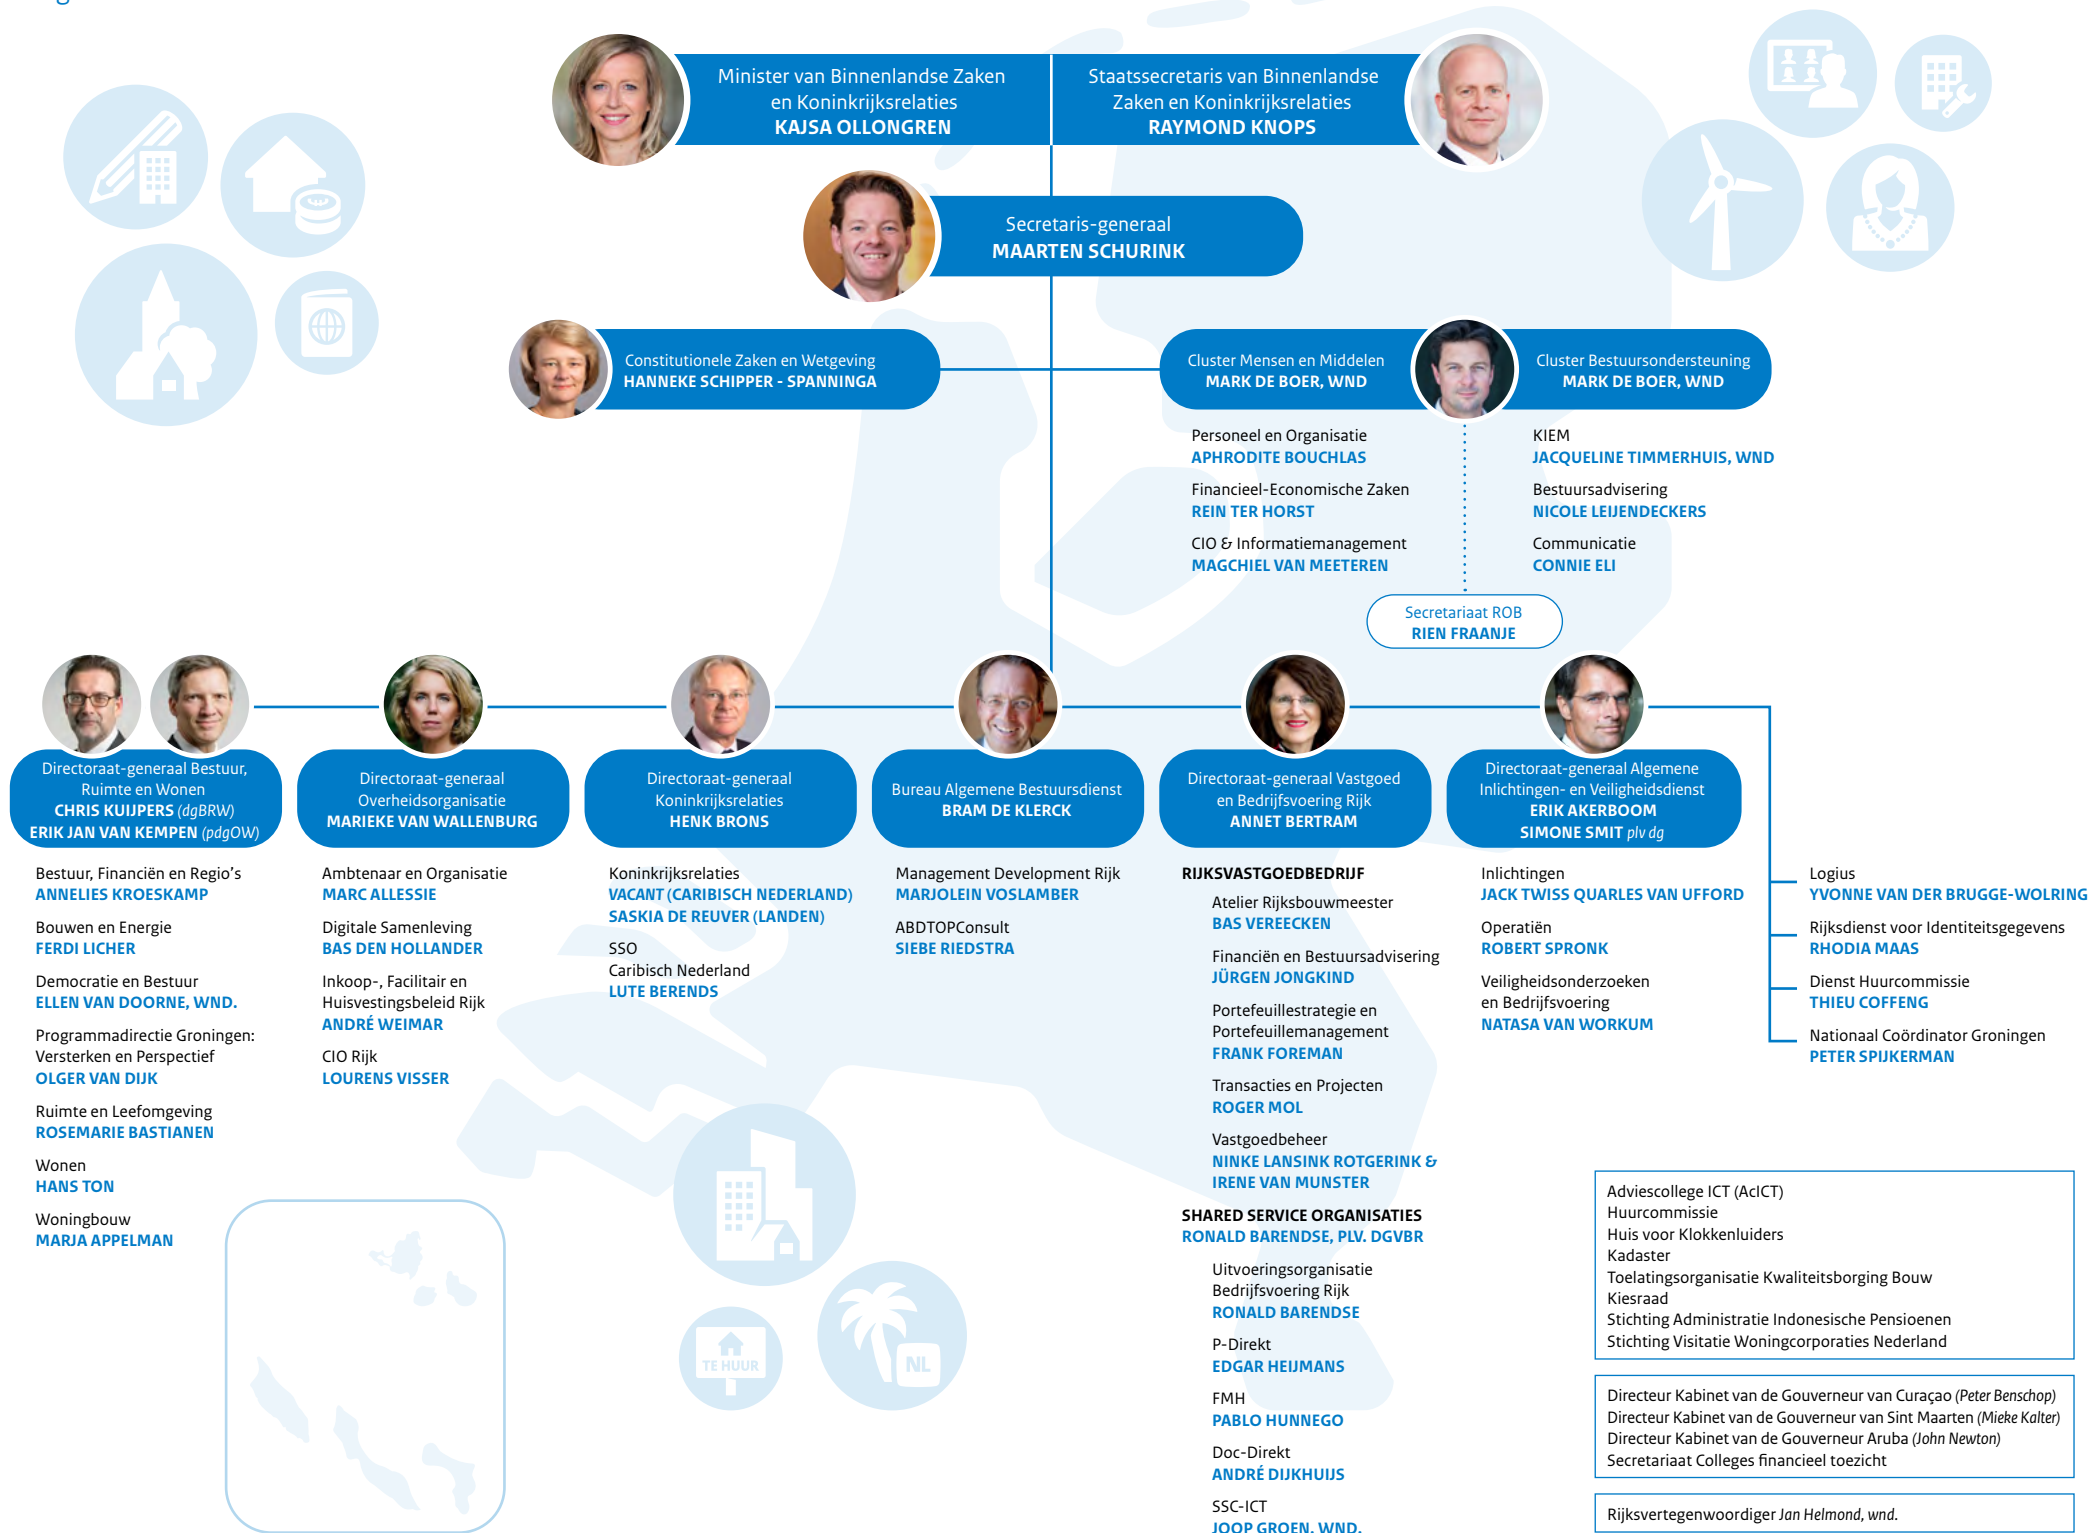 Minister van Binnenlandse Zaken
en Koninkrijksrelaties
KAJSA OLLONGREN
Staatssecretaris van Binnenlandse
Zaken en Koninkrijksrelaties
RAYMOND KNOPS
Secretaris-generaal
MAARTEN SCHURINK
Constitutionele Zaken en Wetgeving
HANNEKE SCHIPPER - SPANNINGA
Cluster Mensen en Middelen
MARK DE BOER, WND
Cluster Bestuursondersteuning
MARK DE BOER, WND
Personeel en Organisatie
APHRODITE BOUCHLAS
Financieel-Economische Zaken
REIN TER HORST
CIO & Informatiemanagement
MAGCHIEL VAN MEETEREN
KIEM
JACQUELINE TIMMERHUIS, WND
Bestuursadvisering
NICOLE LEIJENDECKERS
Communicatie
CONNIE ELI
Secretariaat ROB
RIEN FRAANJE
Directoraat-generaal Bestuur,
Ruimte en Wonen
CHRIS KUIJPERS (dgBRW)
ERIK JAN VAN KEMPEN (pdgOW)
Bestuur, Financiën en Regio's
ANNELIES KROESKAMP
Bouwen en Energie
FERDI LICHER
Democratie en Bestuur
ELLEN VAN DOORNE, WND.
Programmadirectie Groningen:
Versterken en Perspectief
OLGER VAN DIJK
Ruimte en Leefomgeving
ROSEMARIE BASTIANEN
Wonen
HANS TON
Woningbouw
MARJA APPELMAN
Directoraat-generaal
Overheidsorganisatie
MARIEKE VAN WALLENBURG
Ambtenaar en Organisatie
MARC ALLESSIE
Digitale Samenleving
BAS DEN HOLLANDER
Inkoop-, Facilitair en
Huisvestingsbeleid Rijk
ANDRÉ WEIMAR
CIO Rijk
LOURENS VISSER
Directoraat-generaal
Koninkrijksrelaties
HENK BRONS
Koninkrijksrelaties
VACANT (CARIBISCH NEDERLAND)
SASKIA DE REUVER (LANDEN)
SSO
Caribisch Nederland
LUTE BERENDS
Bureau Algemene Bestuursdienst
BRAM DE KLERCK
Management Development Rijk
MARJOLEIN VOSLAMBER
ABDTOPConsult
SIEBE RIEDSTRA
Directoraat-generaal Vastgoed
en Bedrijfsvoering Rijk
ANNET BERTRAM
RIJKSVASTGOEDBEDRIJF
Atelier Rijksbouwmeester
BAS VEREECKEN
Financiën en Bestuursadvisering
JÜRGEN JONGKIND
Portefeuillestrategie en
Portefeuillemanagement
FRANK FOREMAN
Transacties en Projecten
ROGER MOL
Vastgoedbeheer
NINKE LANSINK ROTGERINK &
IRENE VAN MUNSTER
SHARED SERVICE ORGANISATIES
RONALD BARENDSE, PLV. DGVBR
Uitvoeringsorganisatie
Bedrijfsvoering Rijk
RONALD BARENDSE
P-Direkt
EDGAR HEIJMANS
FMH
PABLO HUNNEGO
Doc-Direkt
ANDRÉ DIJKHUIJS
SSC-ICT
JOOP GROEN, WND.
Directoraat-generaal Algemene
Inlichtingen- en Veiligheidsdienst
ERIK AKERBOOM
SIMONE SMIT plv dg
Inlichtingen
JACK TWISS QUARLES VAN UFFORD
Operatiën
ROBERT SPRONK
Veiligheidsonderzoeken
en Bedrijfsvoering
NATASA VAN WORKUM
Logius
YVONNE VAN DER BRUGGE-WOLRING
Rijksdienst voor Identiteitsgegevens
RHODIA MAAS
Dienst Huurcommissie
THIEU COFFENG
Nationaal Coördinator Groningen
PETER SPIJKERMAN
TE HUUR
NL
Adviescollege ICT (AcICT)
Huurcommissie
Huis voor Klokkenluiders
Kadaster
Toelatingsorganisatie Kwaliteitsborging Bouw
Kiesraad
Stichting Administratie Indonesische Pensioenen
Stichting Visitatie Woningcorporaties Nederland
Directeur Kabinet van de Gouverneur van Curaçao (Peter Benschop)
Directeur Kabinet van de Gouverneur van Sint Maarten (Mieke Kalter)
Directeur Kabinet van de Gouverneur Aruba (John Newton)
Secretariaat Colleges financieel toezicht
Rijksvertegenwoordiger Jan Helmond, wnd.